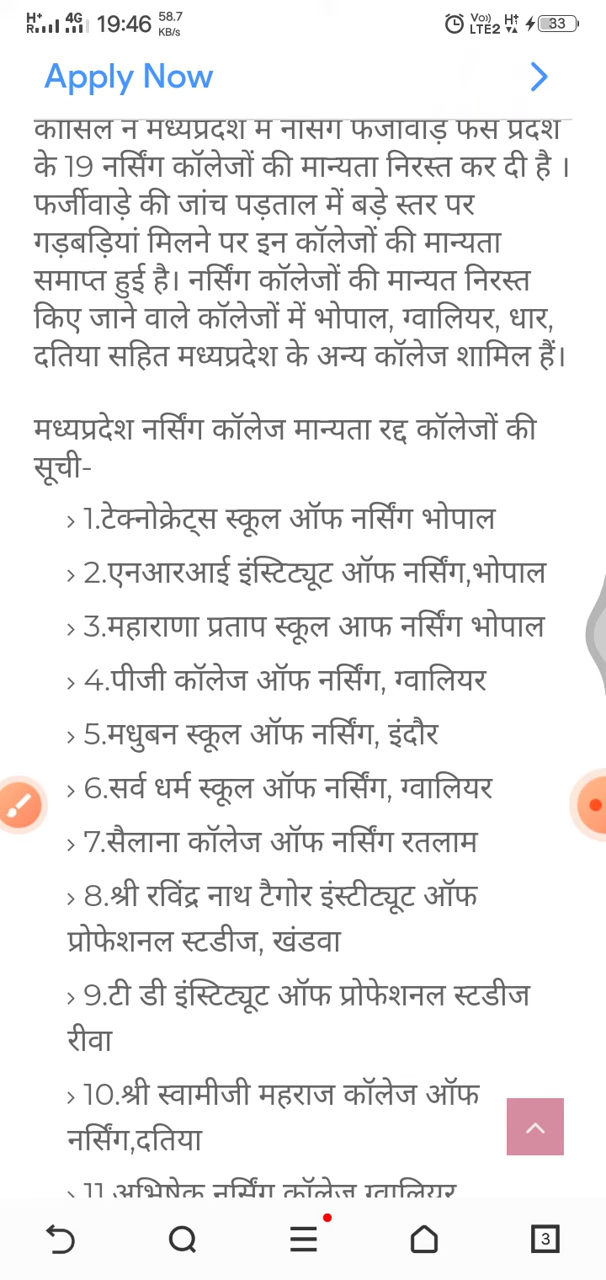 H+ R 4G 19:46 58.7 KB/s Vo)) LTE2 H+ 33
Apply Now
कौंसिल ने मध्यप्रदेश में नर्सिंग फर्जीवाड़े फंसे प्रदेश
के 19 नर्सिंग कॉलेजों की मान्यता निरस्त कर दी है ।
फर्जीवाड़े की जांच पड़ताल में बड़े स्तर पर
गड़बड़ियां मिलने पर इन कॉलेजों की मान्यता
समाप्त हुई है। नर्सिंग कॉलेजों की मान्यत निरस्त
किए जाने वाले कॉलेजों में भोपाल, ग्वालियर, धार,
दतिया सहित मध्यप्रदेश के अन्य कॉलेज शामिल हैं।
मध्यप्रदेश नर्सिंग कॉलेज मान्यता रद्द कॉलेजों की
सूची-
› 1.टेक्नोक्रेट्स स्कूल ऑफ नर्सिंग भोपाल
› 2.एनआरआई इंस्टिट्यूट ऑफ नर्सिंग,भोपाल
› 3.महाराणा प्रताप स्कूल आफ नर्सिंग भोपाल
› 4.पीजी कॉलेज ऑफ नर्सिंग, ग्वालियर
› 5.मधुबन स्कूल ऑफ नर्सिंग, इंदौर
› 6.सर्व धर्म स्कूल ऑफ नर्सिंग, ग्वालियर
› 7.सैलाना कॉलेज ऑफ नर्सिंग रतलाम
› 8.श्री रविंद्र नाथ टैगोर इंस्टीट्यूट ऑफ
प्रोफेशनल स्टडीज, खंडवा
› 9.टी डी इंस्टिट्यूट ऑफ प्रोफेशनल स्टडीज
रीवा
› 10.श्री स्वामीजी महराज कॉलेज ऑफ
नर्सिंग,दतिया
› 11.अभिषेक नर्सिंग कॉलेज ग्वालियर
3